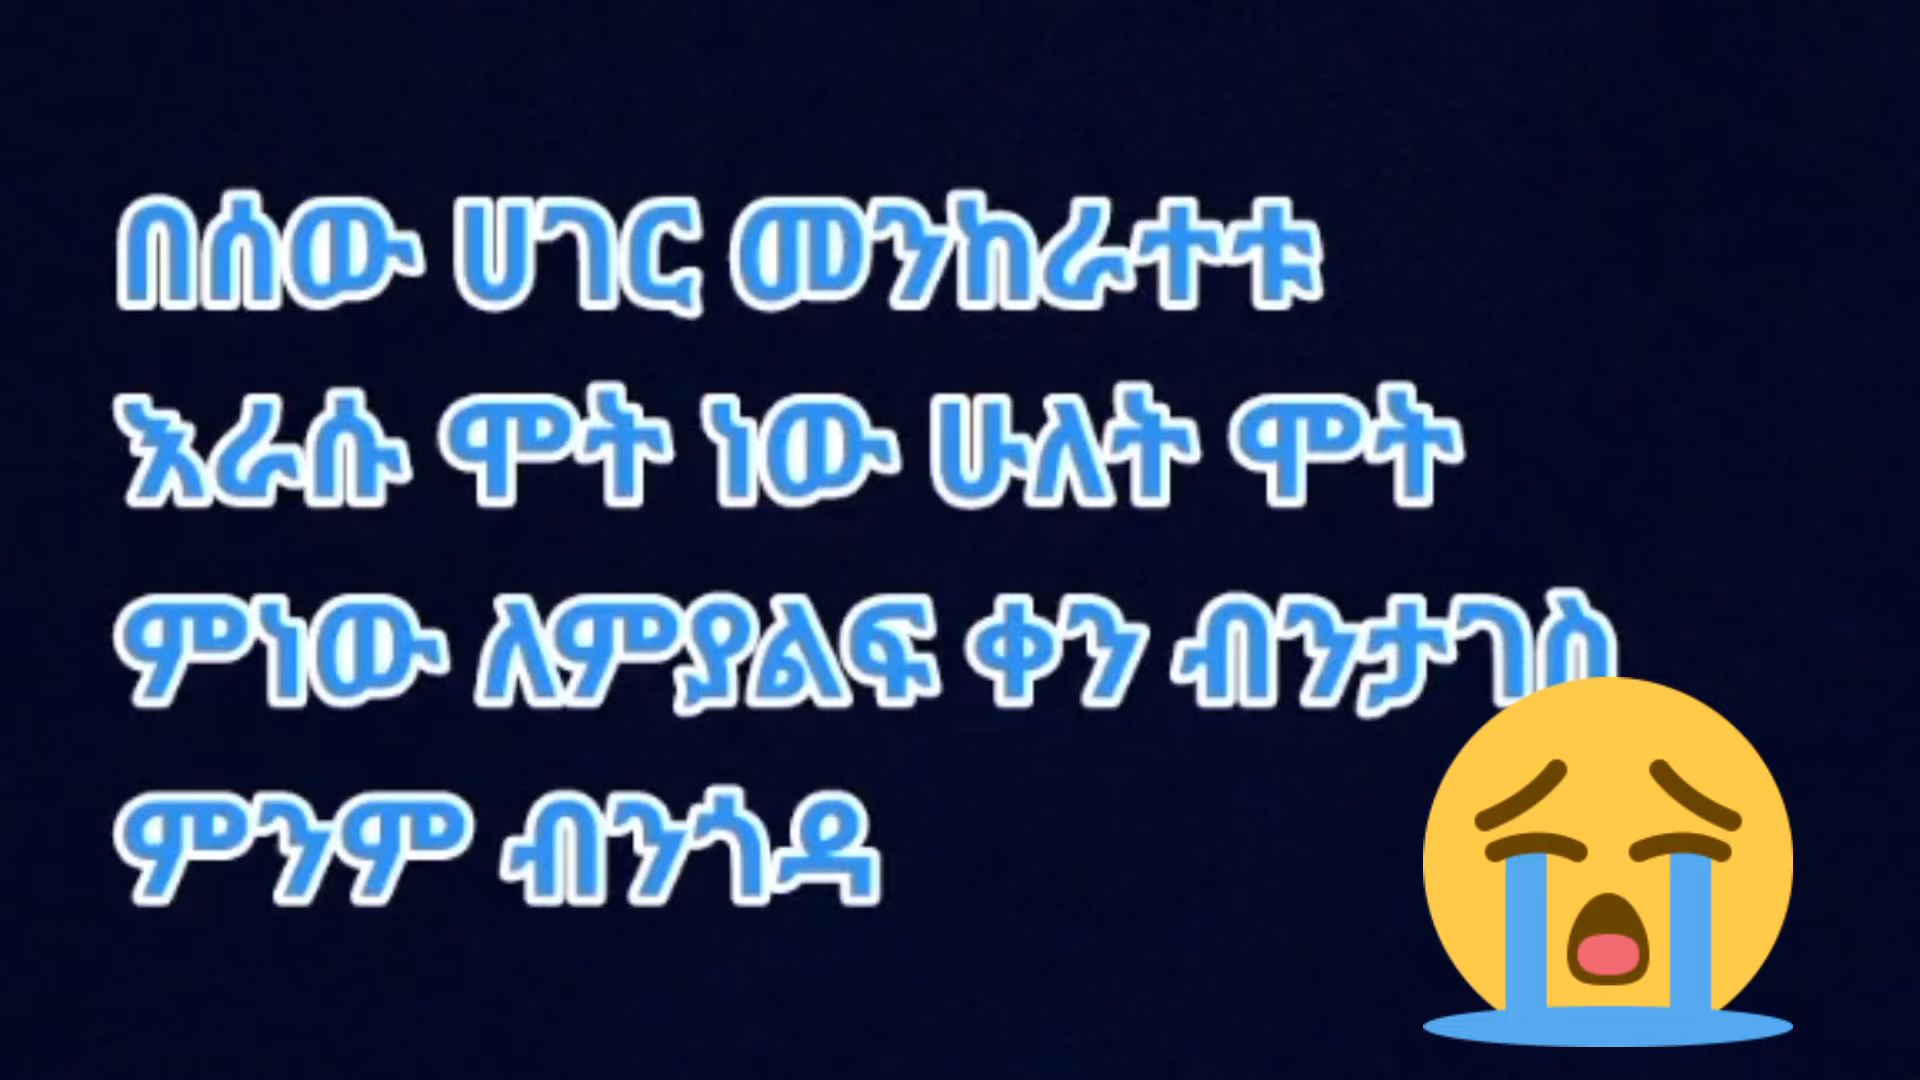 በሰው ሀገር መንከራተቱ
እራሱ ሞት ነው ሁለት ሞት
ምነው ለምያልፍ ቀን ብንታገስ
ምንም ብንጎዳ